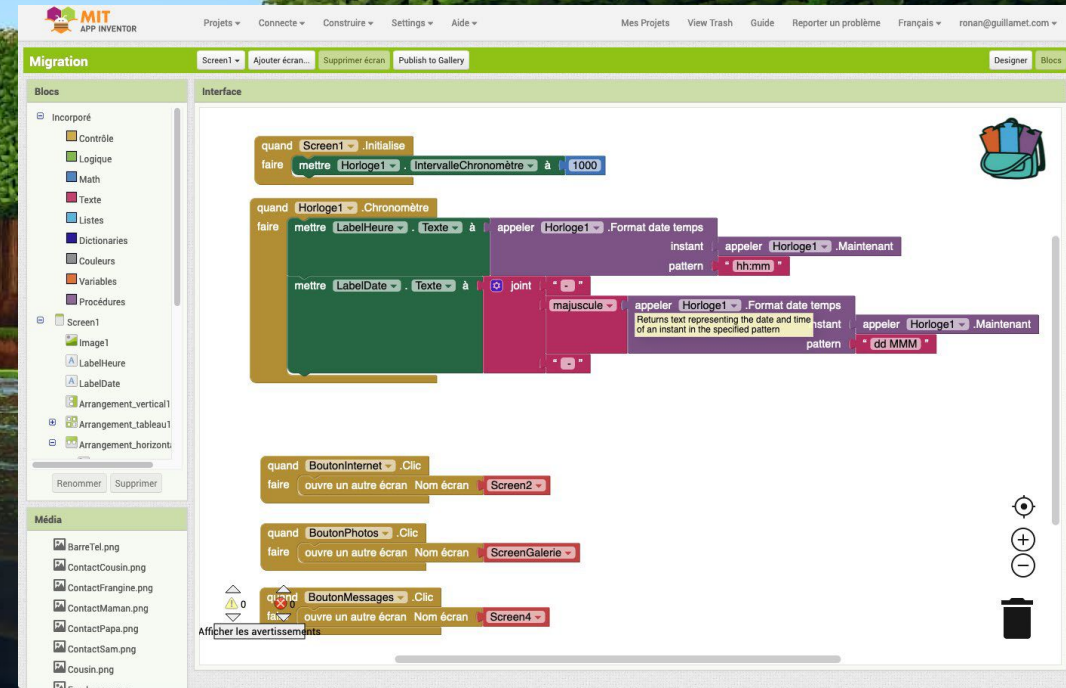 MIT
APP INVENTOR
Projets Connecte Construire Settings Aide Mes Projets View Trash Guide Reporter un problème Français ronan@guillamet.com
Migration Screen1 Ajouter écran... Supprimer écran Publish to Gallery Designer Blocs
Blocs
Incorporé
Contrôle
Logique
Math
Texte
Listes
Dictionaries
Couleurs
Variables
Procédures
Screen1
Image1
LabelHeure
LabelDate
Arrangement_vertical1
Arrangement_tableau1
Arrangement_horizonta
Renommer Supprimer
Média
BarreTel.png
ContactCousin.png
ContactFrangine.png
ContactMaman.png
ContactPapa.png
ContactSam.png
Cousin.png
Interface
quand Screen1 .Initialise
faire mettre Horloge1 . IntervalleChronomètre à 1000
quand Horloge1 .Chronomètre
faire mettre LabelHeure . Texte à appeler Horloge1 .Format date temps
instant appeler Horloge1 .Maintenant
pattern " hh:mm "
mettre LabelDate . Texte à joint " - "
majuscule appeler Horloge1 .Format date temps
Returns text representing the date and time
of an instant in the specified pattern
instant appeler Horloge1 .Maintenant
pattern " dd MMM "
" - "
quand BoutonInternet .Clic
faire ouvre un autre écran Nom écran Screen2
quand BoutonPhotos .Clic
faire ouvre un autre écran Nom écran ScreenGalerie
quand BoutonMessages .Clic
faire ouvre un autre écran Nom écran Screen4
0 0
Afficher les avertissements